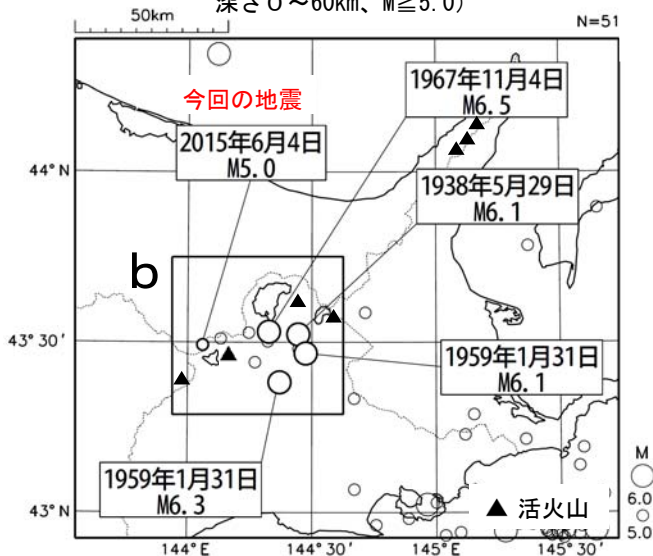 深さ0～60km、M≧5.0）
50km
N=51
今回の地震
2015年6月4日
M5.0
1967年11月4日
M6.5
1938年5月29日
M6.1
1959年1月31日
M6.1
1959年1月31日
M6.3
b
44°N
43°30′
43°N
144°E
144°30′
145°E
145°30′
▲ 活火山
M
6.0
5.0